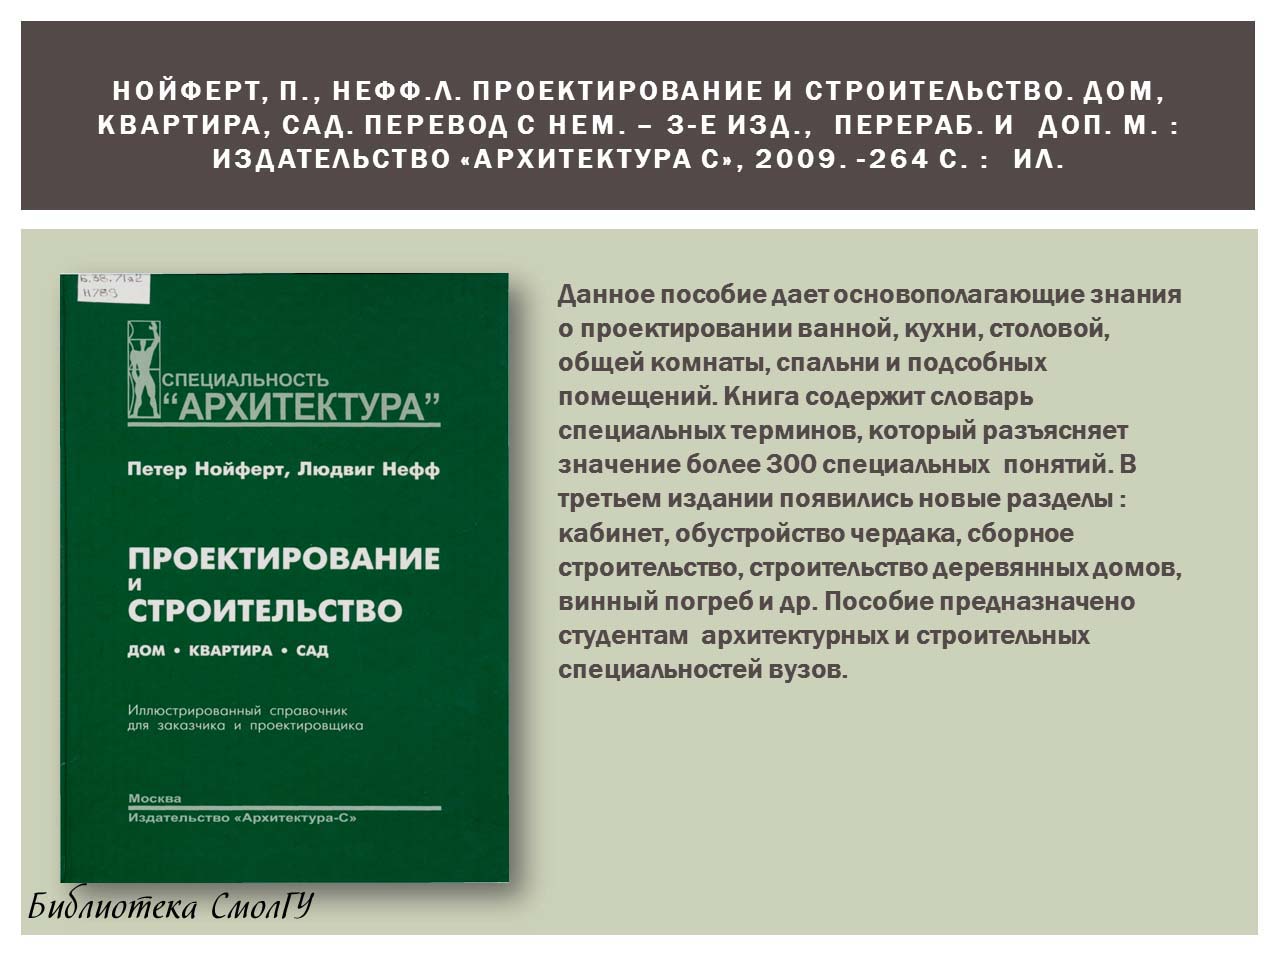 НОЙФЕРТ, П., НЕФФ.Л. ПРОЕКТИРОВАНИЕ И СТРОИТЕЛЬСТВО. ДОМ,
КВАРТИРА, САД. ПЕРЕВОД С НЕМ. – 3-Е ИЗД., ПЕРЕРАБ. И ДОП. М. :
ИЗДАТЕЛЬСТВО «АРХИТЕКТУРА С», 2009. -264 С. : ИЛ.
Б.38.71а2
Н789
СПЕЦИАЛЬНОСТЬ
“АРХИТЕКТУРА”
Петер Нойферт, Людвиг Нефф
ПРОЕКТИРОВАНИЕ
И
СТРОИТЕЛЬСТВО
ДОМ • КВАРТИРА • САД
Иллюстрированный справочник
для заказчика и проектировщика
Москва
Издательство «Архитектура-С»
Данное пособие дает основополагающие знания
о проектировании ванной, кухни, столовой,
общей комнаты, спальни и подсобных
помещений. Книга содержит словарь
специальных терминов, который разъясняет
значение более 300 специальных понятий. В
третьем издании появились новые разделы :
кабинет, обустройство чердака, сборное
строительство, строительство деревянных домов,
винный погреб и др. Пособие предназначено
студентам архитектурных и строительных
специальностей вузов.
Библиотека СмолГУ